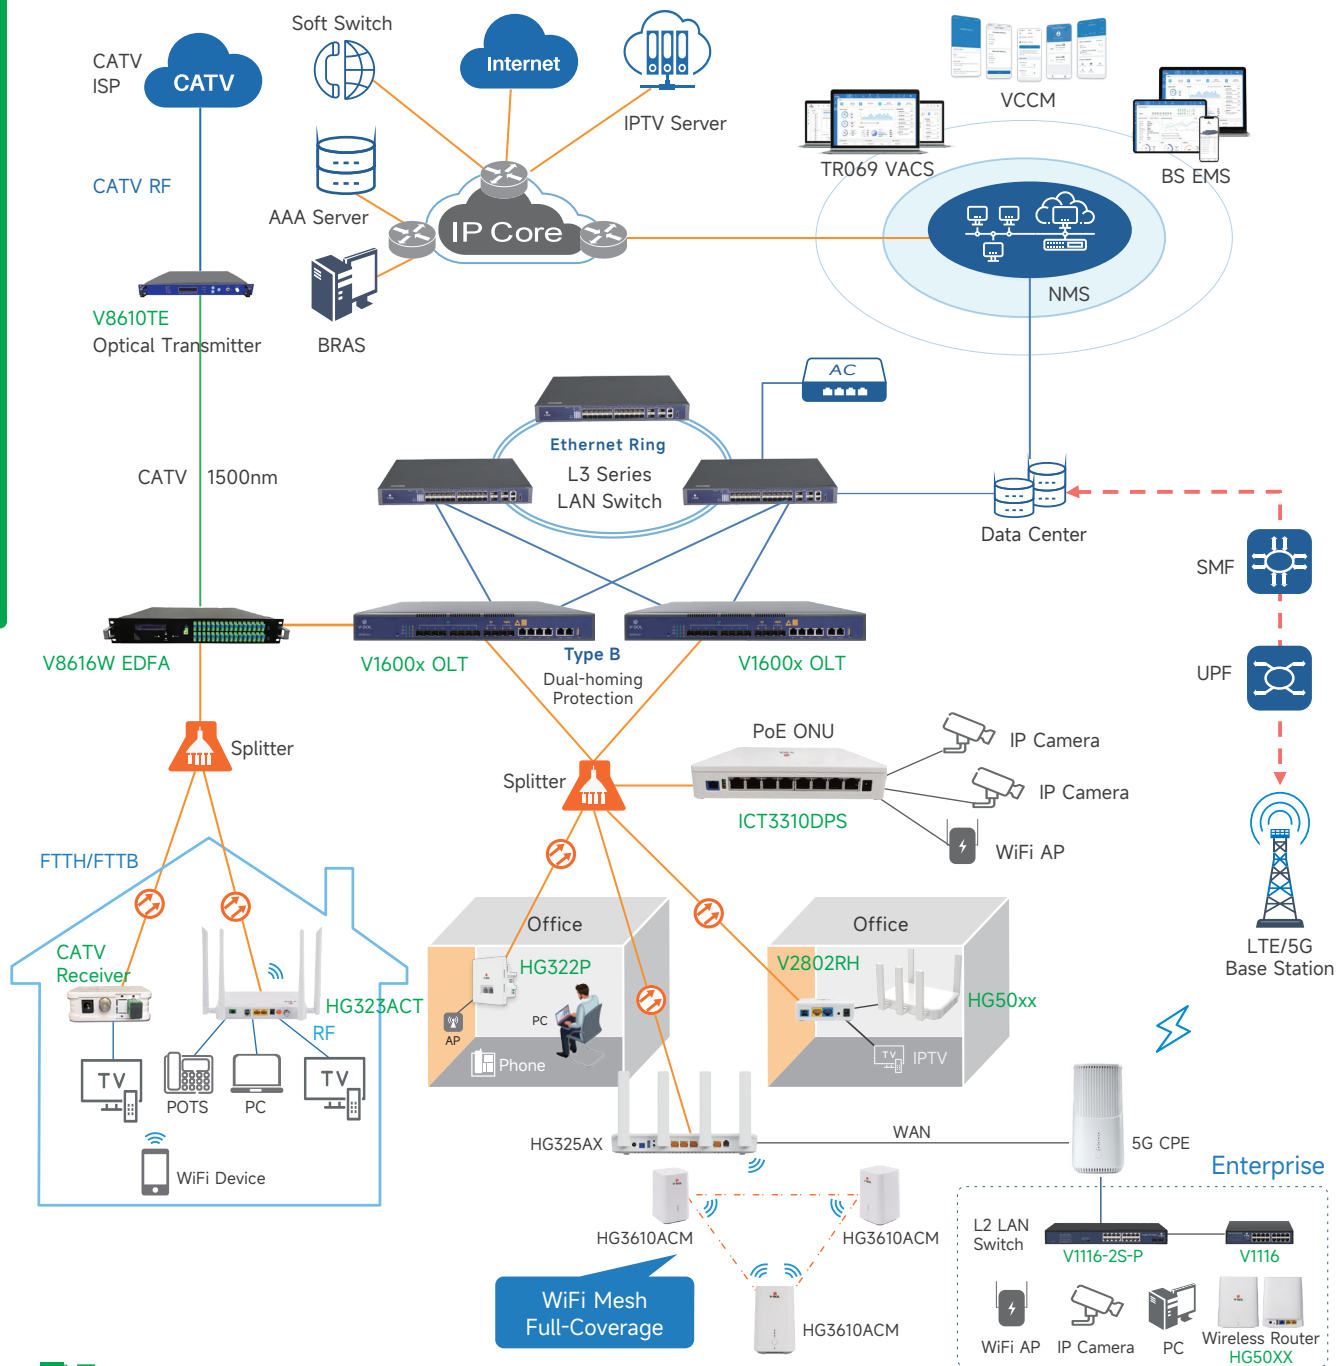 Soft Switch
CATV
ISP
CATV
Internet
IPTV Server
VCCM
TR069 VACS
BS EMS
CATV RF
AAA Server
IP Core
NMS
V8610TE
Optical Transmitter
BRAS
AC
Ethernet Ring
L3 Series
LAN Switch
CATV
1500nm
Data Center
SMF
V8616W EDFA
V1600x OLT
Type B
Dual-homing
Protection
V1600x OLT
UPF
Splitter
PoE ONU
IP Camera
Splitter
IP Camera
ICT3310DPS
WiFi AP
FTTH/FTTB
Office
Office
LTE/5G
Base Station
CATV
Receiver
HG323ACT
HG322P
V2802RH
HG50xx
RF
AP
PC
Phone
TV
IPTV
TV
POTS
PC
TV
WiFi Device
HG325AX
WAN
5G CPE
Enterprise
HG3610ACM
HG3610ACM
L2 LAN
Switch
V1116-2S-P
V1116
WiFi Mesh
Full-Coverage
HG3610ACM
WiFi AP
IP Camera
PC
Wireless Router
HG50XX